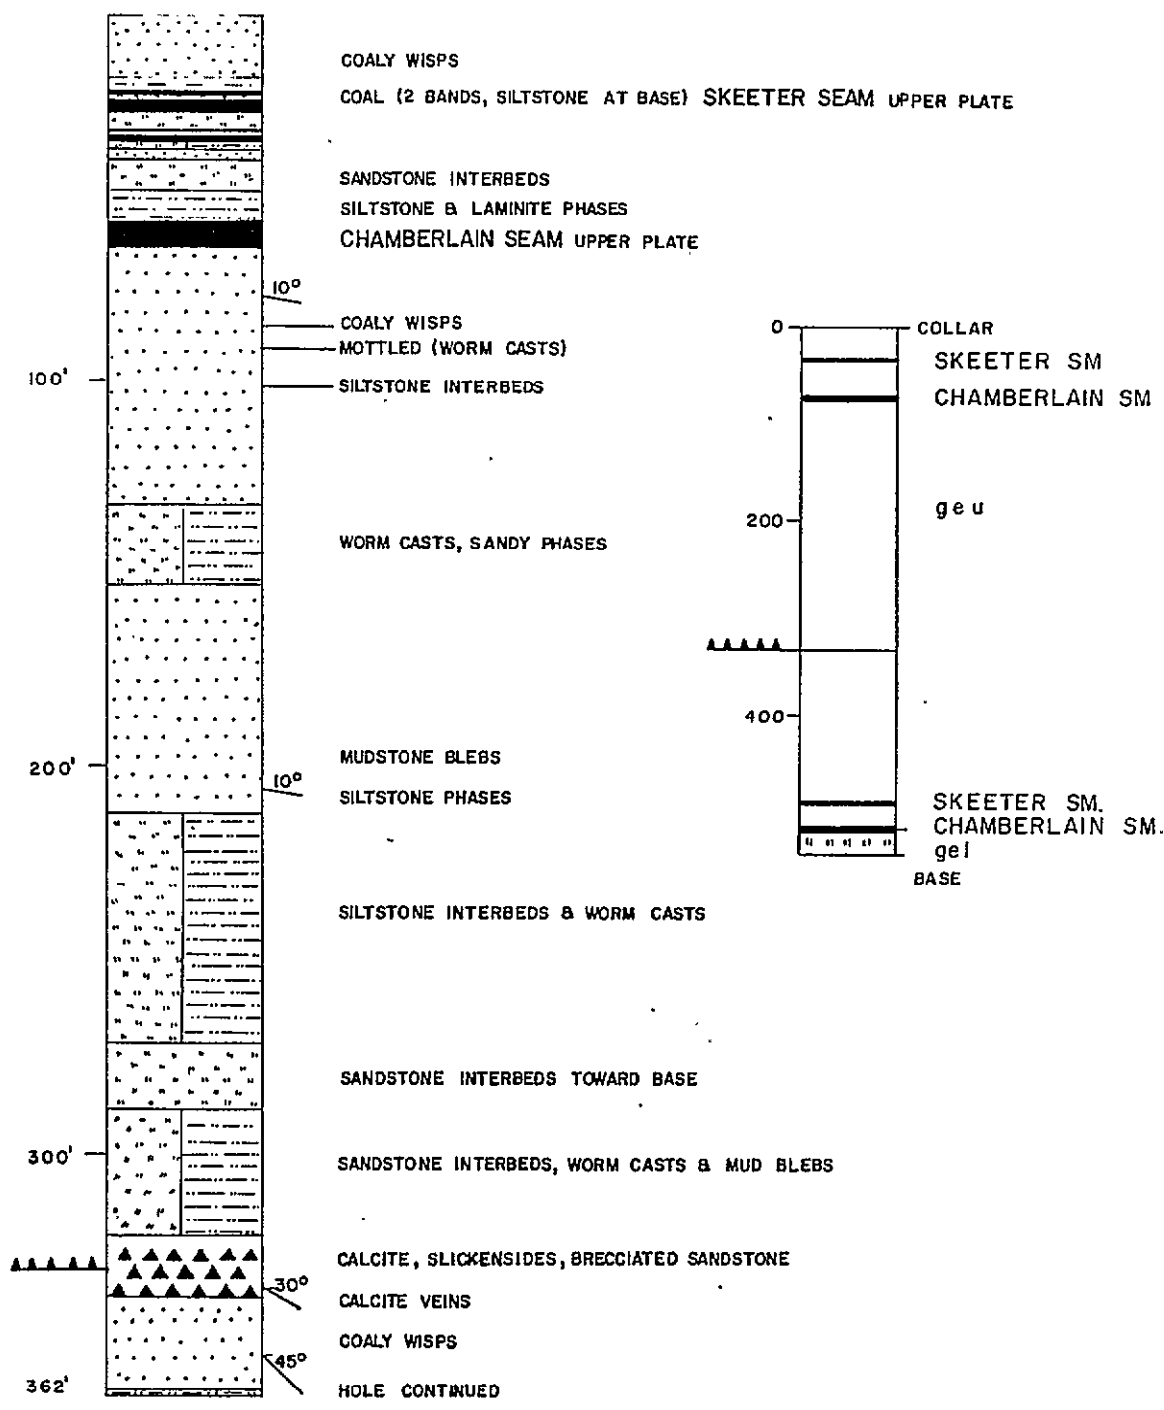 COALY WISPS
COAL (2 BANDS, SILTSTONE AT BASE) SKEETER SEAM UPPER PLATE
SANDSTONE INTERBEDS
SILTSTONE & LAMINITE PHASES
CHAMBERLAIN SEAM UPPER PLATE
10°
COALY WISPS
MOTTLED (WORM CASTS)
100'
SILTSTONE INTERBEDS
WORM CASTS, SANDY PHASES
MUDSTONE BLEBS
200'
10°
SILTSTONE PHASES
SILTSTONE INTERBEDS & WORM CASTS
SANDSTONE INTERBEDS TOWARD BASE
300'
SANDSTONE INTERBEDS, WORM CASTS & MUD BLEBS
CALCITE, SLICKENSIDES, BRECCIATED SANDSTONE
30°
CALCITE VEINS
COALY WISPS
45°
362'
HOLE CONTINUED
0
COLLAR
SKEETER SM
CHAMBERLAIN SM
geu
200
400
SKEETER SM.
CHAMBERLAIN SM.
gel
BASE